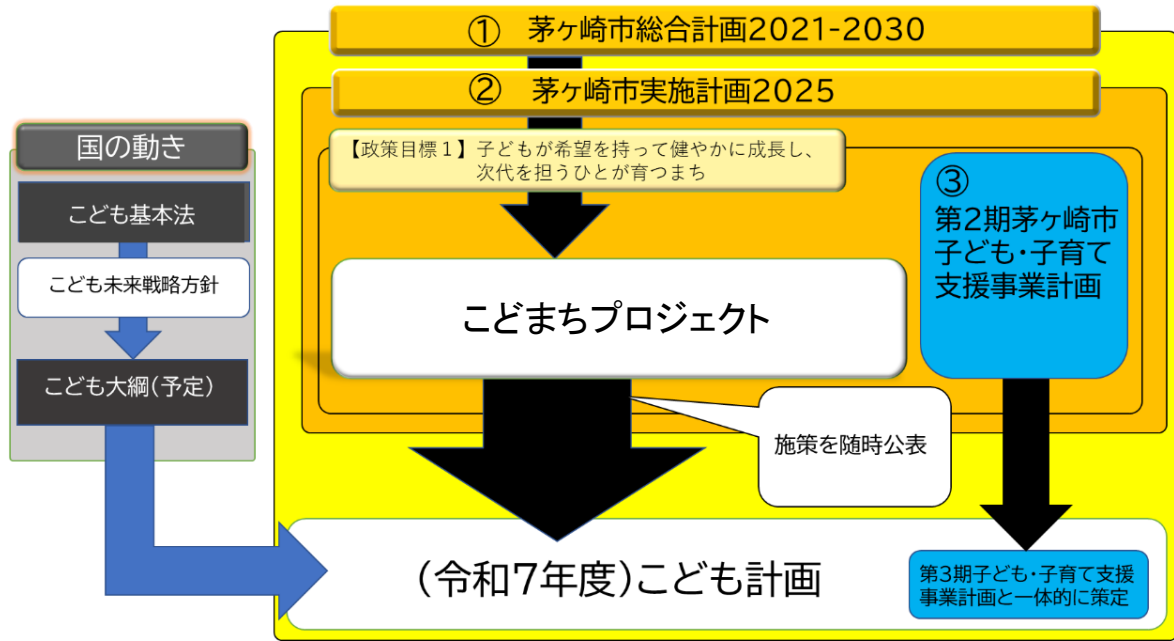 ① 茅ヶ崎市総合計画2021-2030
② 茅ヶ崎市実施計画2025
【政策目標１】子どもが希望を持って健やかに成長し、
次代を担うひとが育つまち
国の動き
こども基本法
こども未来戦略方針
こども大綱(予定)
こどまちプロジェクト
③
第2期茅ヶ崎市
子ども・子育て
支援事業計画
施策を随時公表
(令和7年度)こども計画
第3期子ども・子育て支援
事業計画と一体的に策定